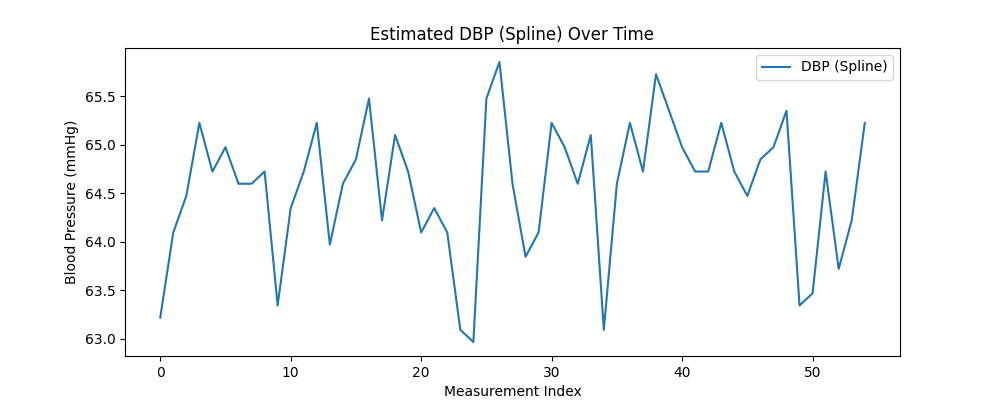 Estimated DBP (Spline) Over Time
DBP (Spline)
Blood Pressure (mmHg)
65.5
65.0
64.5
64.0
63.5
63.0
0 10 20 30 40 50
Measurement Index